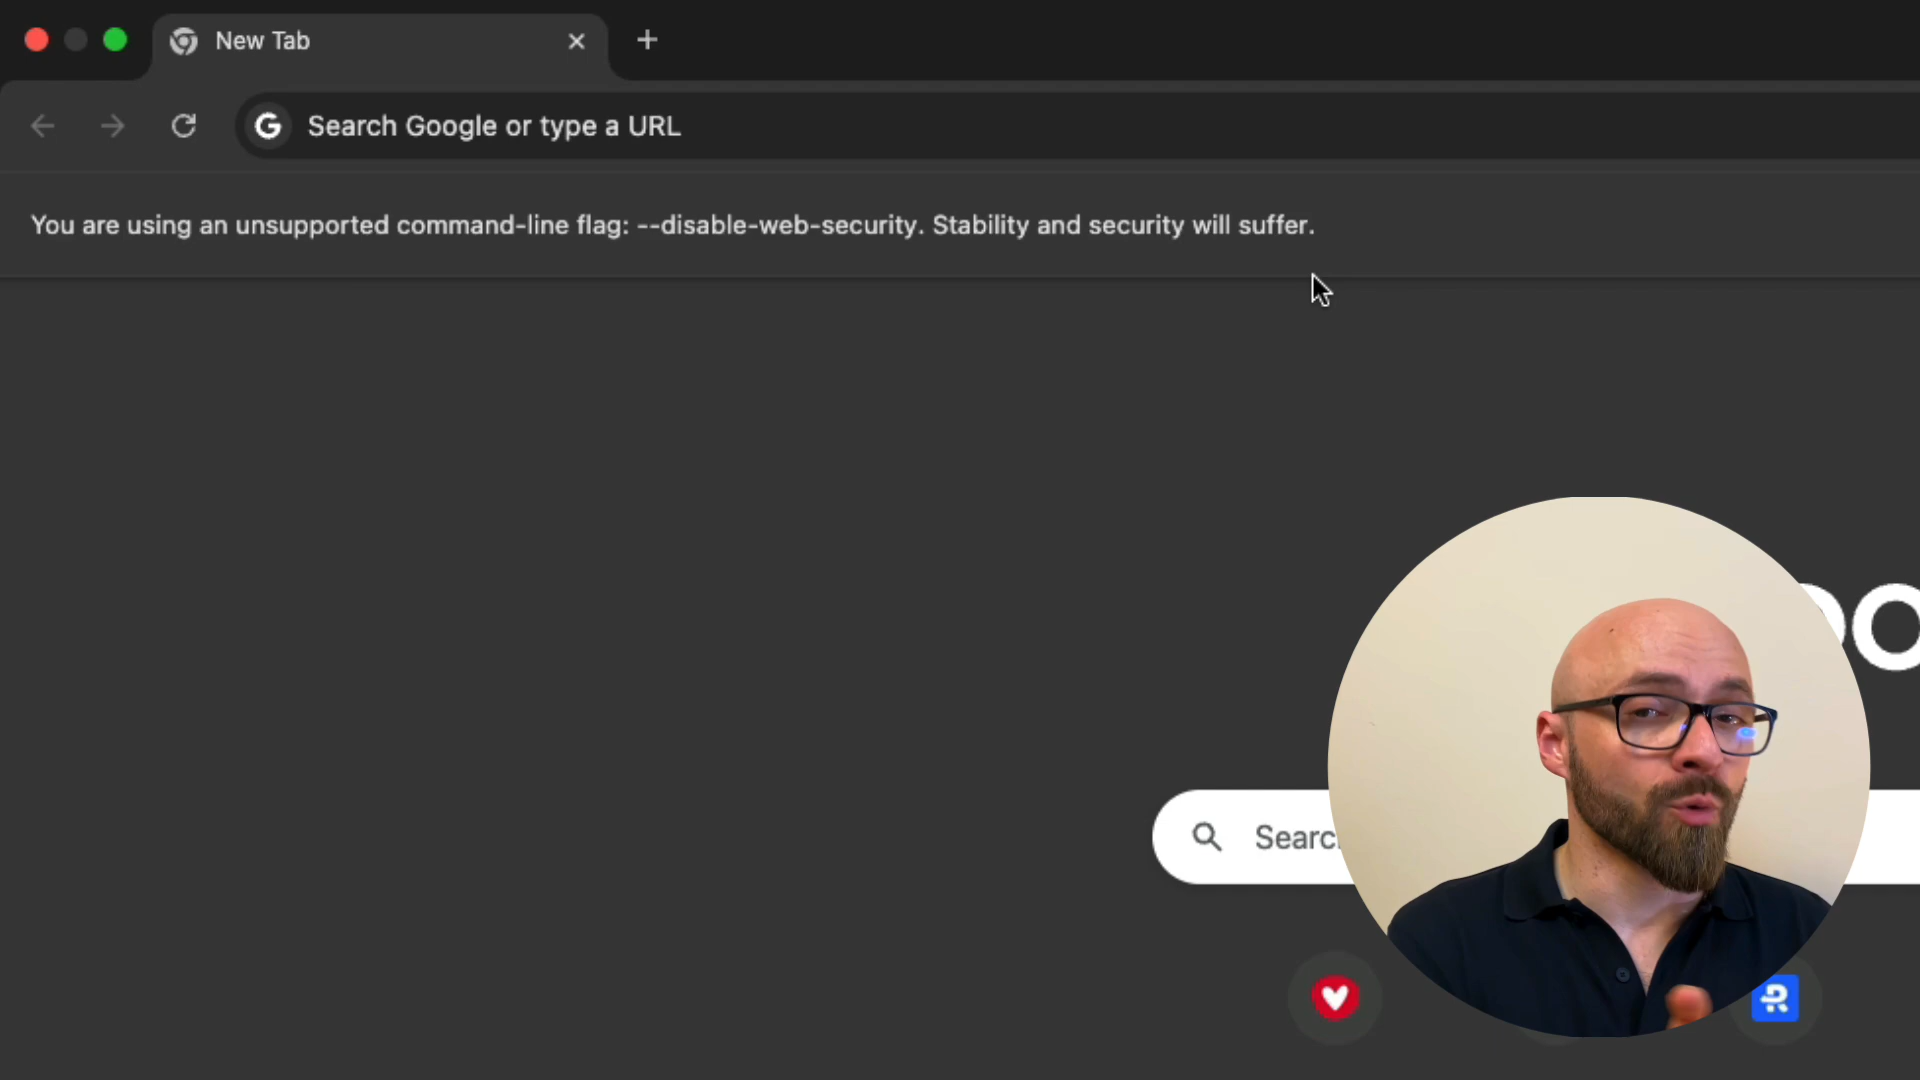 New Tab
Search Google or type a URL
You are using an unsupported command-line flag: --disable-web-security. Stability and security will suffer.